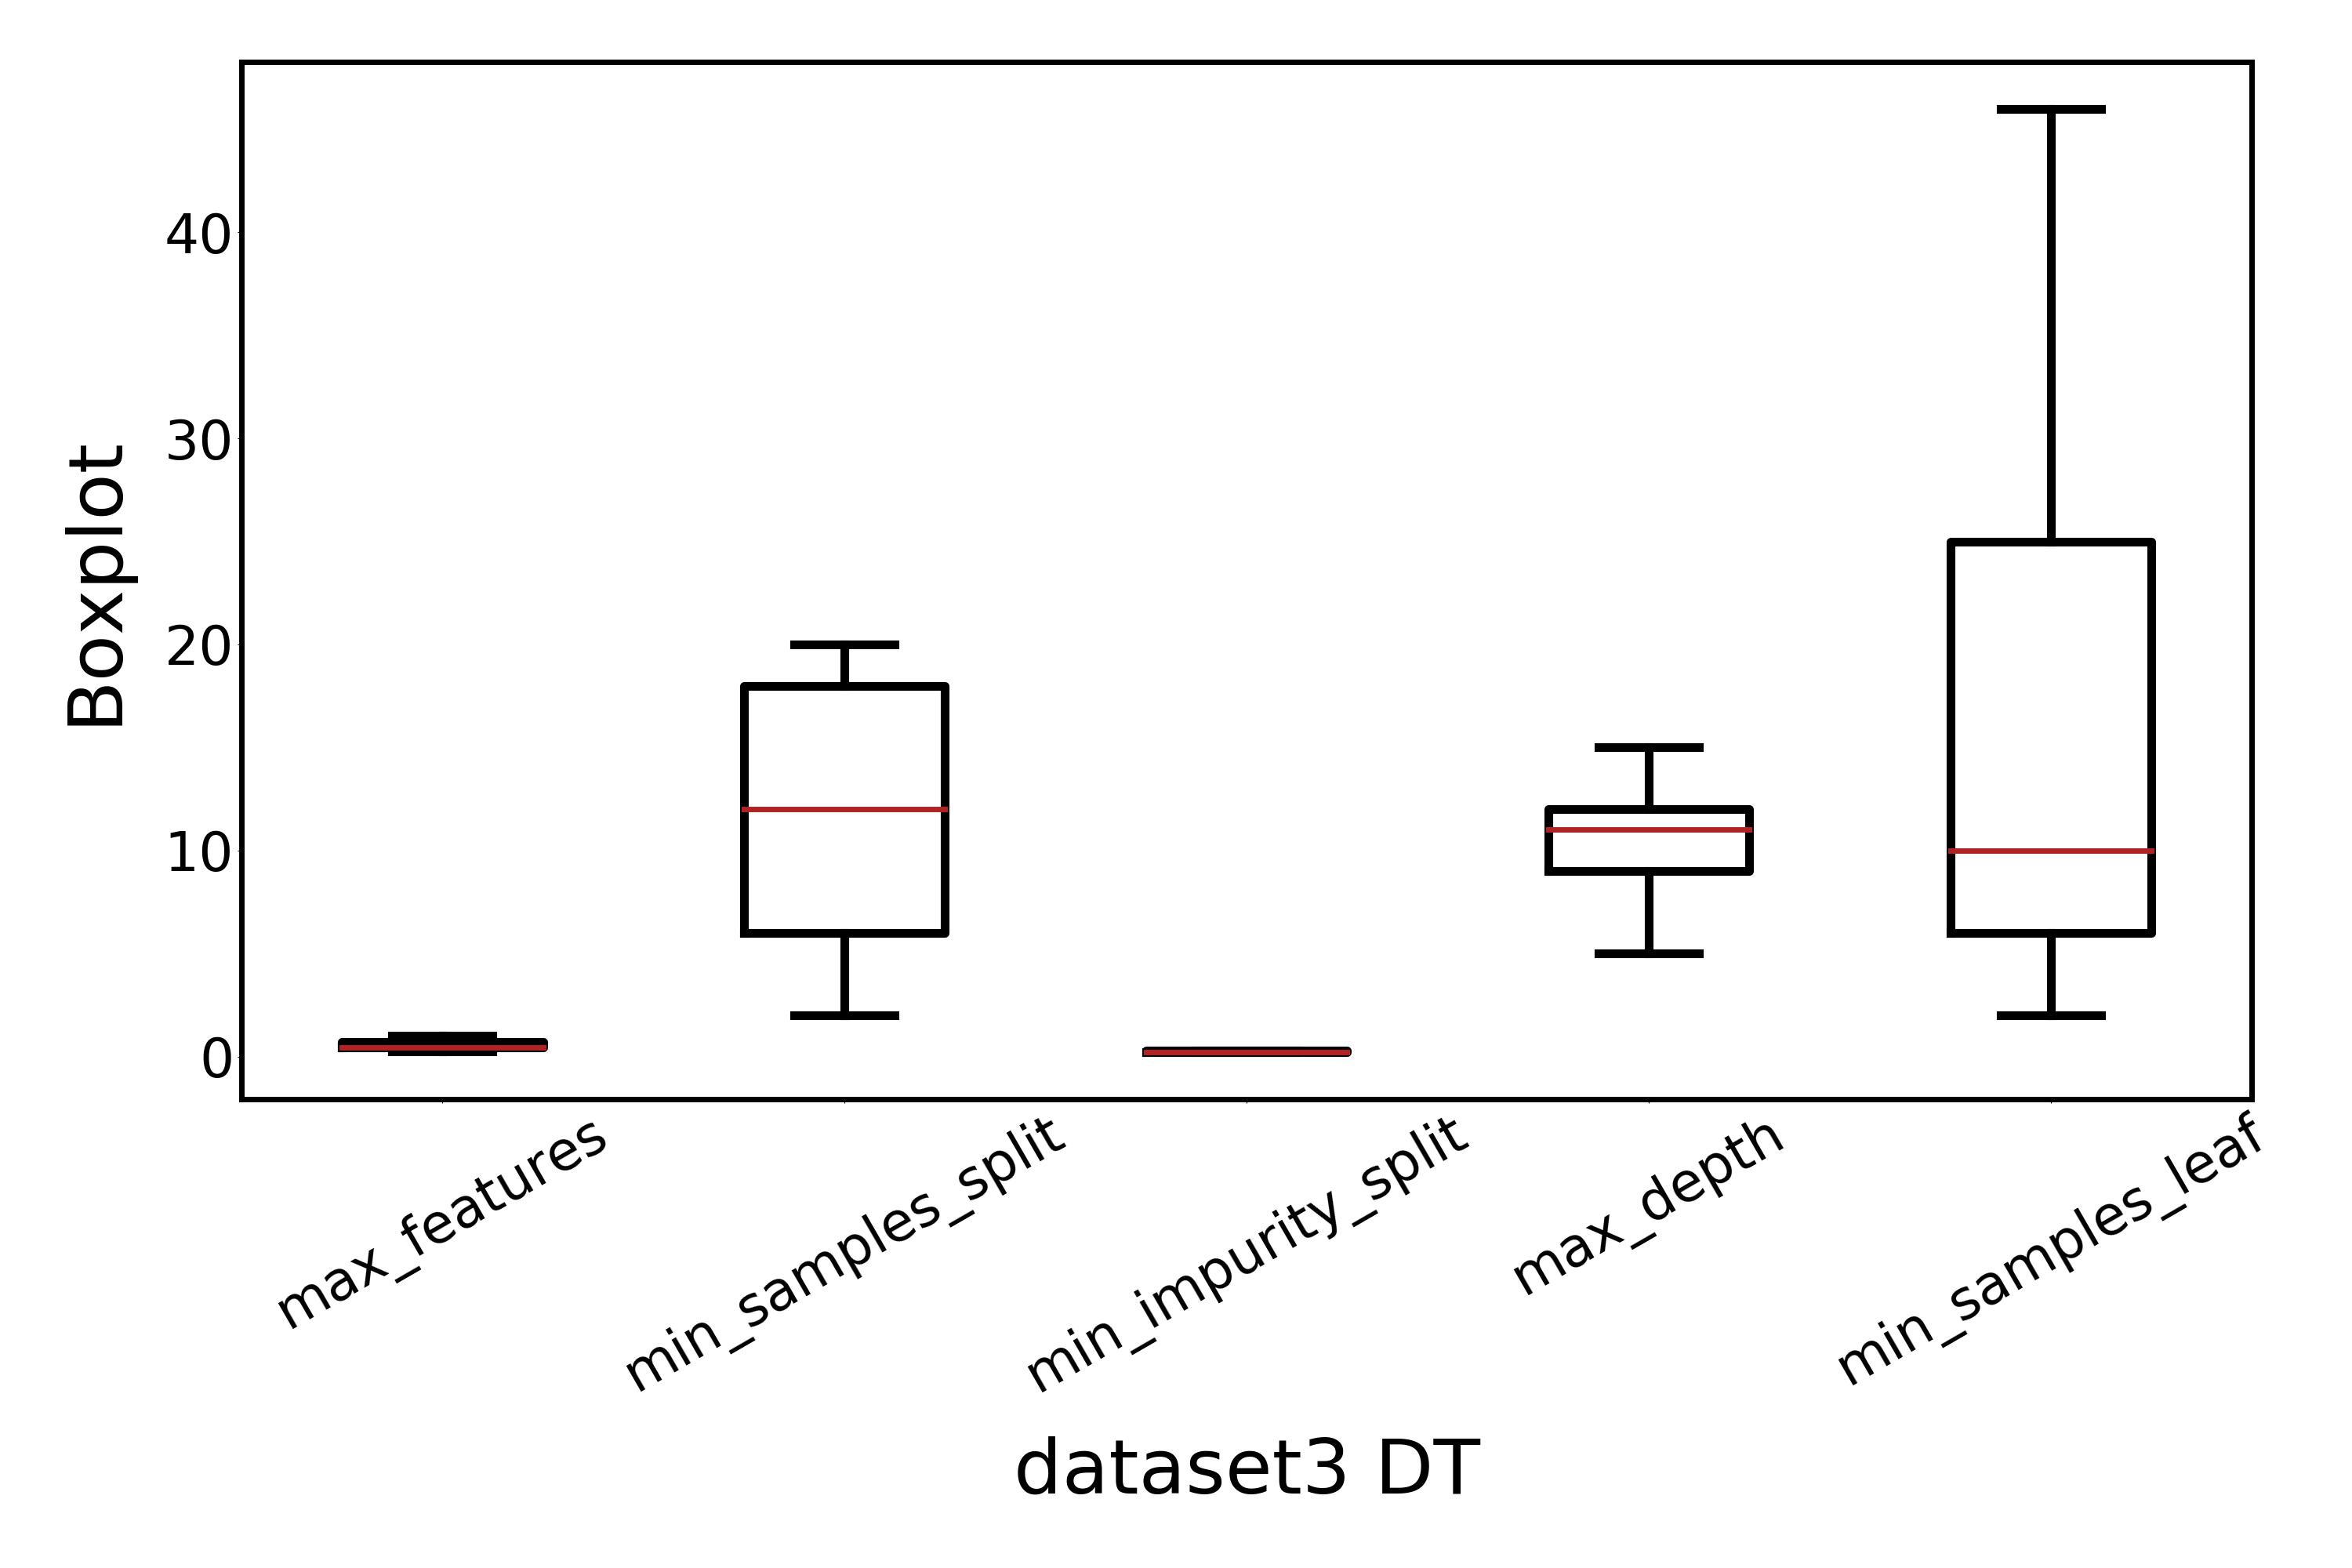 Boxplot
40
30
20
10
0
max_features
min_samples_split
min_impurity_split
max_depth
min_samples_leaf
dataset3 DT